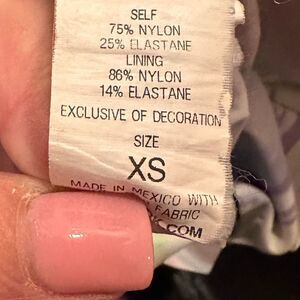 SELF
75% NYLON
25% ELASTANE
LINING
86% NYLON
14% ELASTANE
EXCLUSIVE OF DECORATION
SIZE
XS
MADE IN MEXICO WITH
FABRIC
.COM